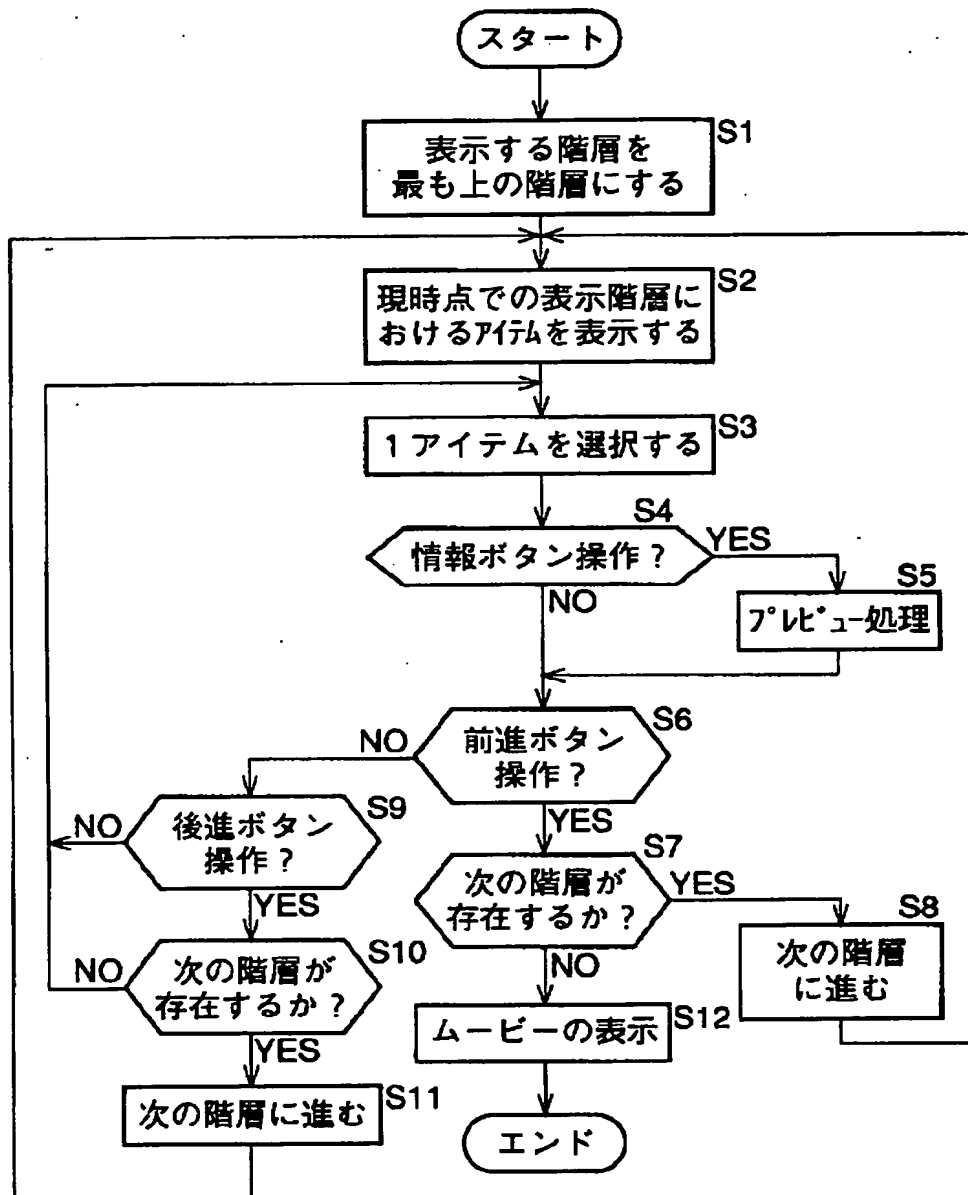 スタート
S1
表示する階層を
最も上の階層にする
S2
現時点での表示階層に
おけるアイテムを表示する
S3
1アイテムを選択する
S4
情報ボタン操作？
YES
NO
S5
プレビュー処理
S6
前進ボタン
操作？
NO
YES
S9
後進ボタン
操作？
NO
YES
S7
次の階層が
存在するか？
YES
NO
S8
次の階層
に進む
S10
次の階層が
存在するか？
NO
YES
S12
ムービーの表示
S11
次の階層に進む
エンド